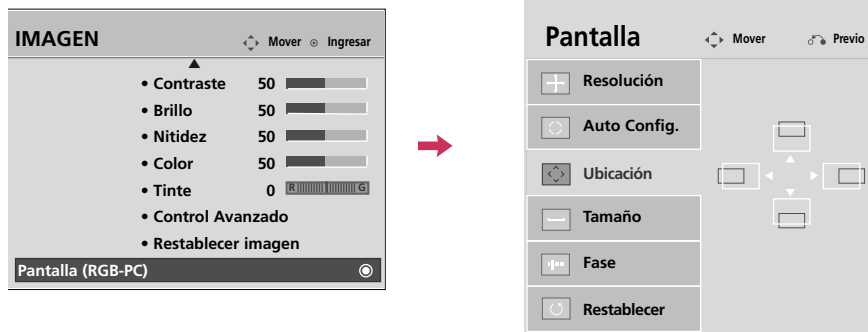 IMAGEN
Mover
Ingresar
• Contraste 50
• Brillo 50
• Nitidez 50
• Color 50
• Tinte 0 R G
• Control Avanzado
• Restablecer imagen
Pantalla (RGB-PC)
Pantalla
Mover
Previo
Resolución
Auto Config.
Ubicación
Tamaño
Fase
Restablecer